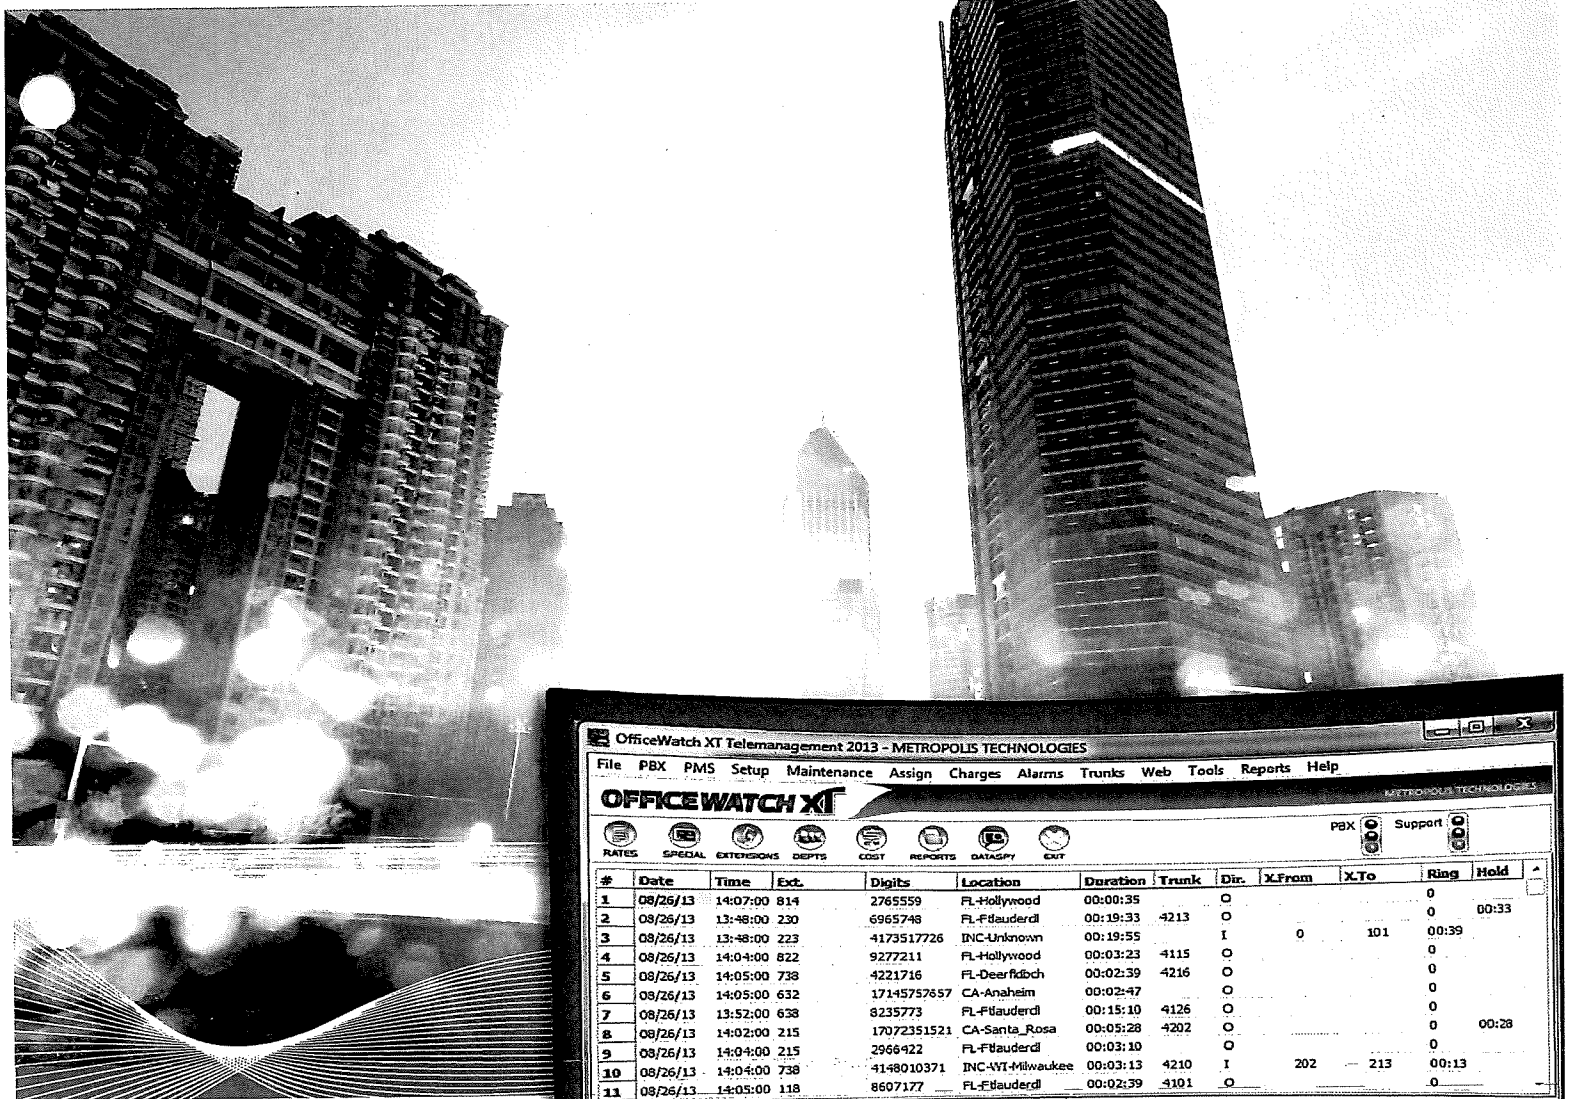 OfficeWatch XT Telemanagement 2013 - METROPOLIS TECHNOLOGIES
File PBX PMS Setup Maintenance Assign Charges Alarms Trunks Web Tools Reports Help
OFFICEWATCH XT
METROPOLIS TECHNOLOGIES
RATES SPECIAL EXTENSIONS DEPTS COST REPORTS DATASPY EXIT
PBX Support
# Date Time Ext. Digits Location Duration Trunk Dir. X.From X.To Ring Hold
1 08/26/13 14:07:00 814 2765559 FL-Hollywood 00:00:35 O 0
2 08/26/13 13:48:00 230 6965748 FL-Ftlauderdl 00:19:33 4213 O 0 00:33
3 08/26/13 13:48:00 223 4173517726 INC-Unknown 00:19:55 I 0 101 00:39
4 08/26/13 14:04:00 822 9277211 FL-Hollywood 00:03:23 4115 O 0
5 08/26/13 14:05:00 738 4221716 FL-Deerfldbch 00:02:39 4216 O 0
6 08/26/13 14:05:00 632 17145757657 CA-Anaheim 00:02:47 O 0
7 08/26/13 13:52:00 638 8235773 FL-Ftlauderdl 00:15:10 4126 O 0
8 08/26/13 14:02:00 215 17072351521 CA-Santa_Rosa 00:05:28 4202 O 0 00:28
9 08/26/13 14:04:00 215 2966422 FL-Ftlauderdl 00:03:10 O 0
10 08/26/13 14:04:00 738 4148010371 INC-WI-Milwaukee 00:03:13 4210 I 202 213 00:13
11 08/26/13 14:05:00 118 8607177 FL-Ftlauderdl 00:02:39 4101 O 0